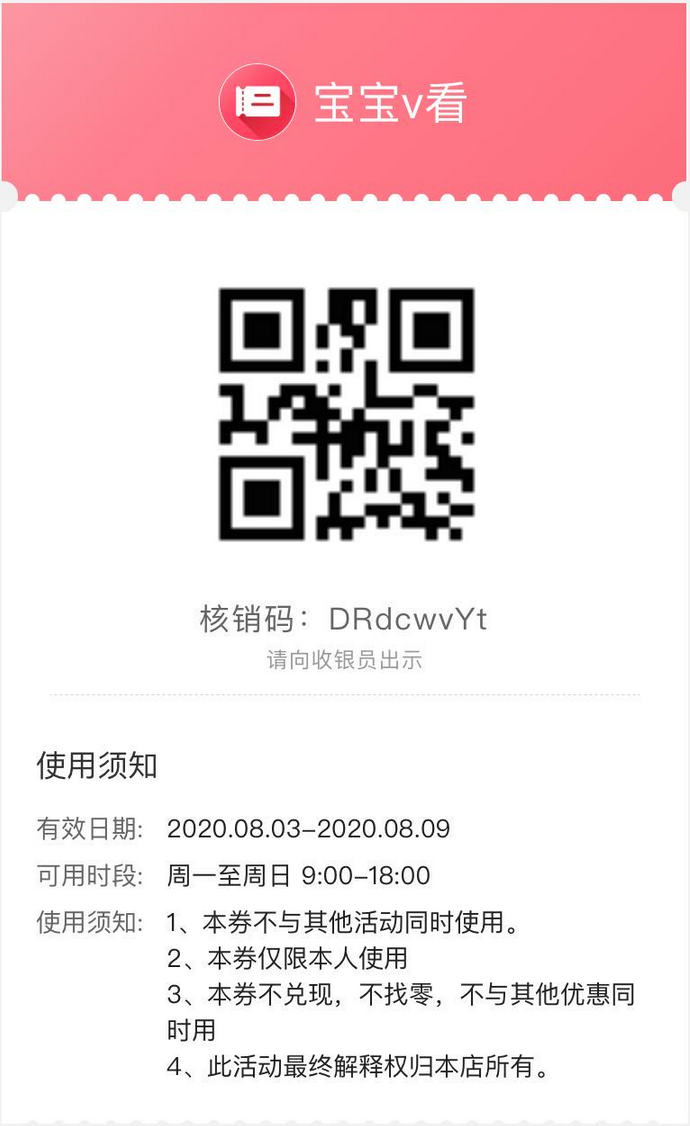 宝宝v看
核销码：DRdcwvYt
请向收银员出示
使用须知
有效日期: 2020.08.03-2020.08.09
可用时段: 周一至周日 9:00-18:00
使用须知: 1、本券不与其他活动同时使用。
2、本券仅限本人使用
3、本券不兑现，不找零，不与其他优惠同
时用
4、此活动最终解释权归本店所有。